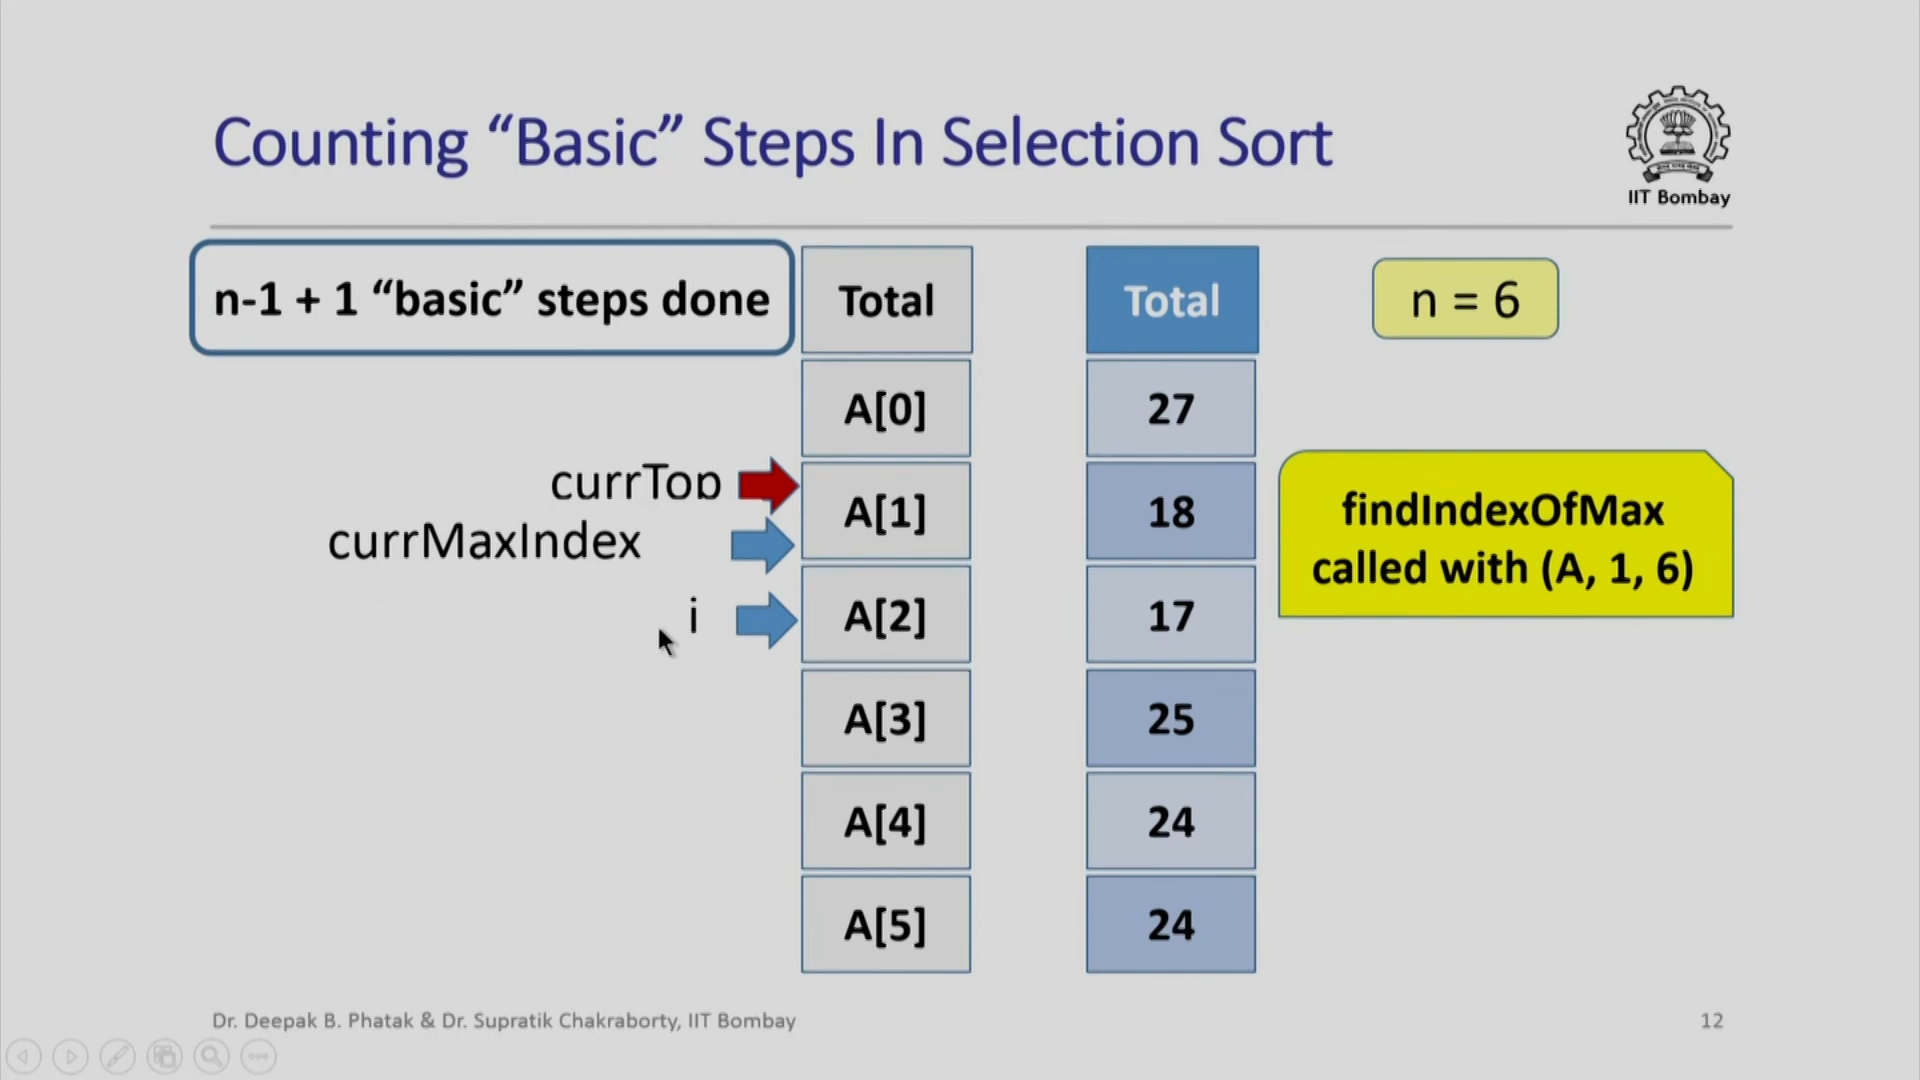 Counting “Basic” Steps In Selection Sort
IIT Bombay
n-1 + 1 “basic” steps done
Total
Total
n = 6
A[0]
27
currTop
A[1]
18
currMaxIndex
findIndexOfMax
called with (A, 1, 6)
i
A[2]
17
A[3]
25
A[4]
24
A[5]
24
Dr. Deepak B. Phatak & Dr. Supratik Chakraborty, IIT Bombay
12